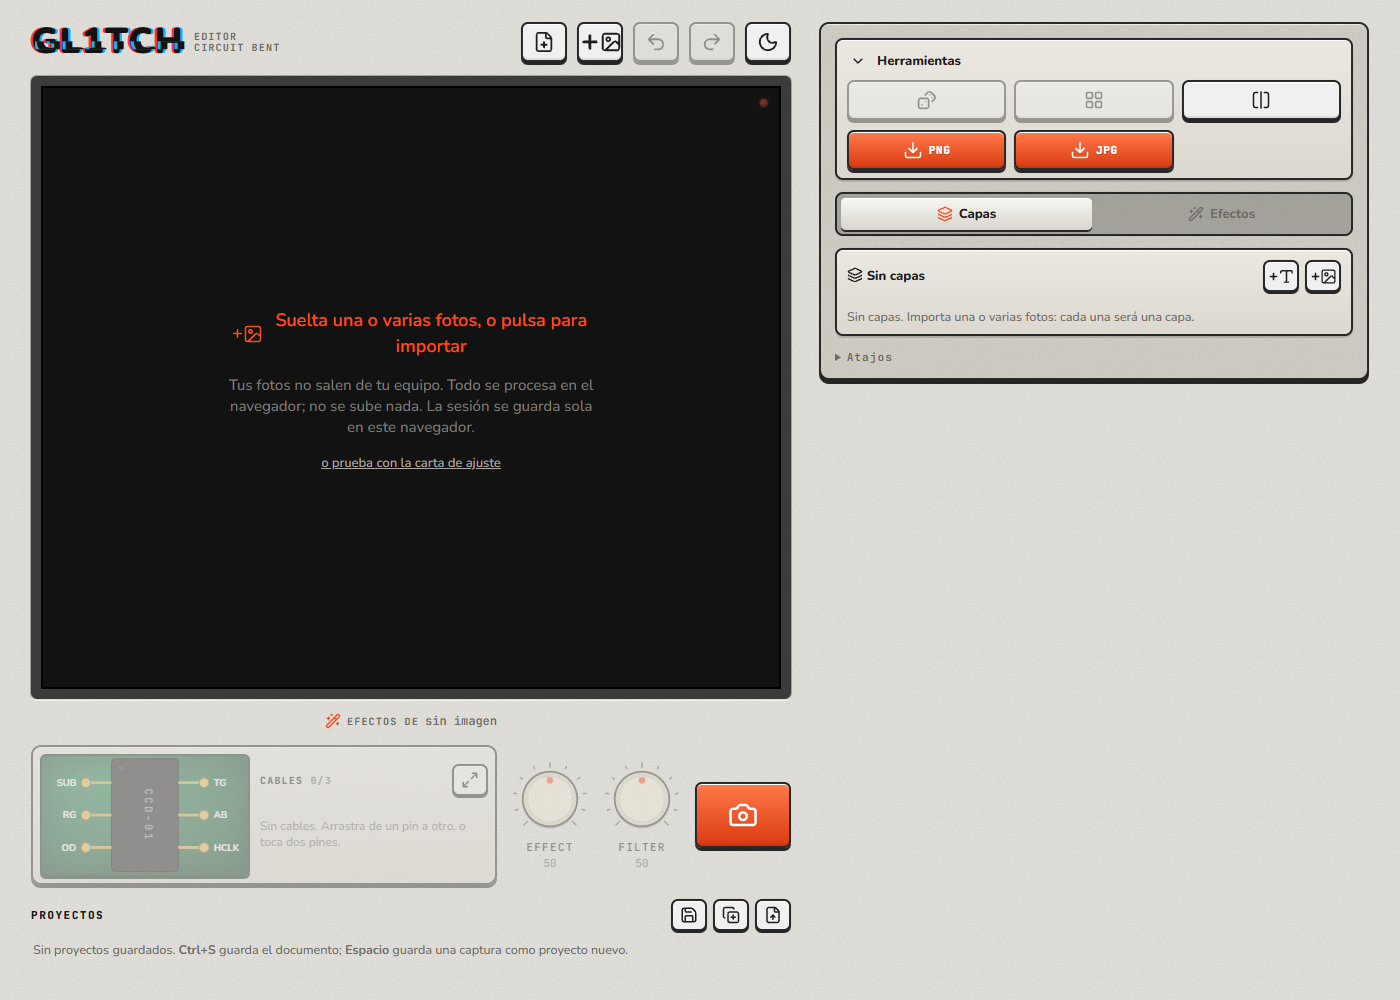 GL1TCH
EDITOR
CIRCUIT BENT
Suelta una o varias fotos, o pulsa para
importar
Tus fotos no salen de tu equipo. Todo se procesa en el
navegador; no se sube nada. La sesión se guarda sola
en este navegador.
o prueba con la carta de ajuste
EFECTOS DE sin imagen
SUB
RG
OD
CCD-01
TG
AB
HCLK
CABLES 0/3
Sin cables. Arrastra de un pin a otro, o
toca dos pines.
EFFECT
50
FILTER
50
PROYECTOS
Sin proyectos guardados. Ctrl+S guarda el documento; Espacio guarda una captura como proyecto nuevo.
Herramientas
PNG
JPG
Capas
Efectos
Sin capas
+T
Sin capas. Importa una o varias fotos: cada una será una capa.
Atajos